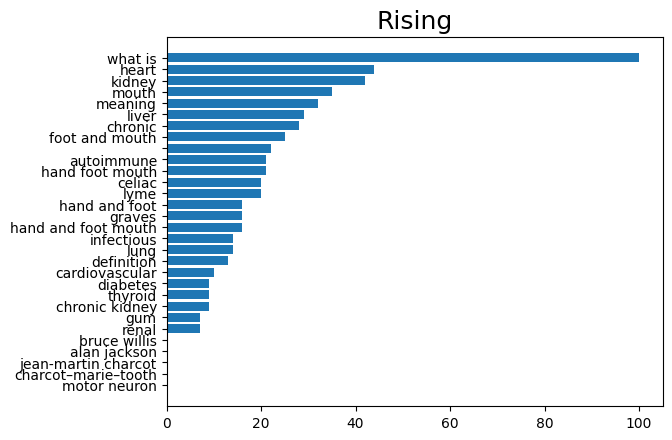 Rising
what is
heart
kidney
mouth
meaning
liver
chronic
foot and mouth
autoimmune
hand foot mouth
celiac
lyme
hand and foot
graves
hand and foot mouth
infectious
lung
definition
cardiovascular
diabetes
thyroid
chronic kidney
gum
renal
bruce willis
alan jackson
jean-martin charcot
charcot–marie–tooth
motor neuron
0 20 40 60 80 100